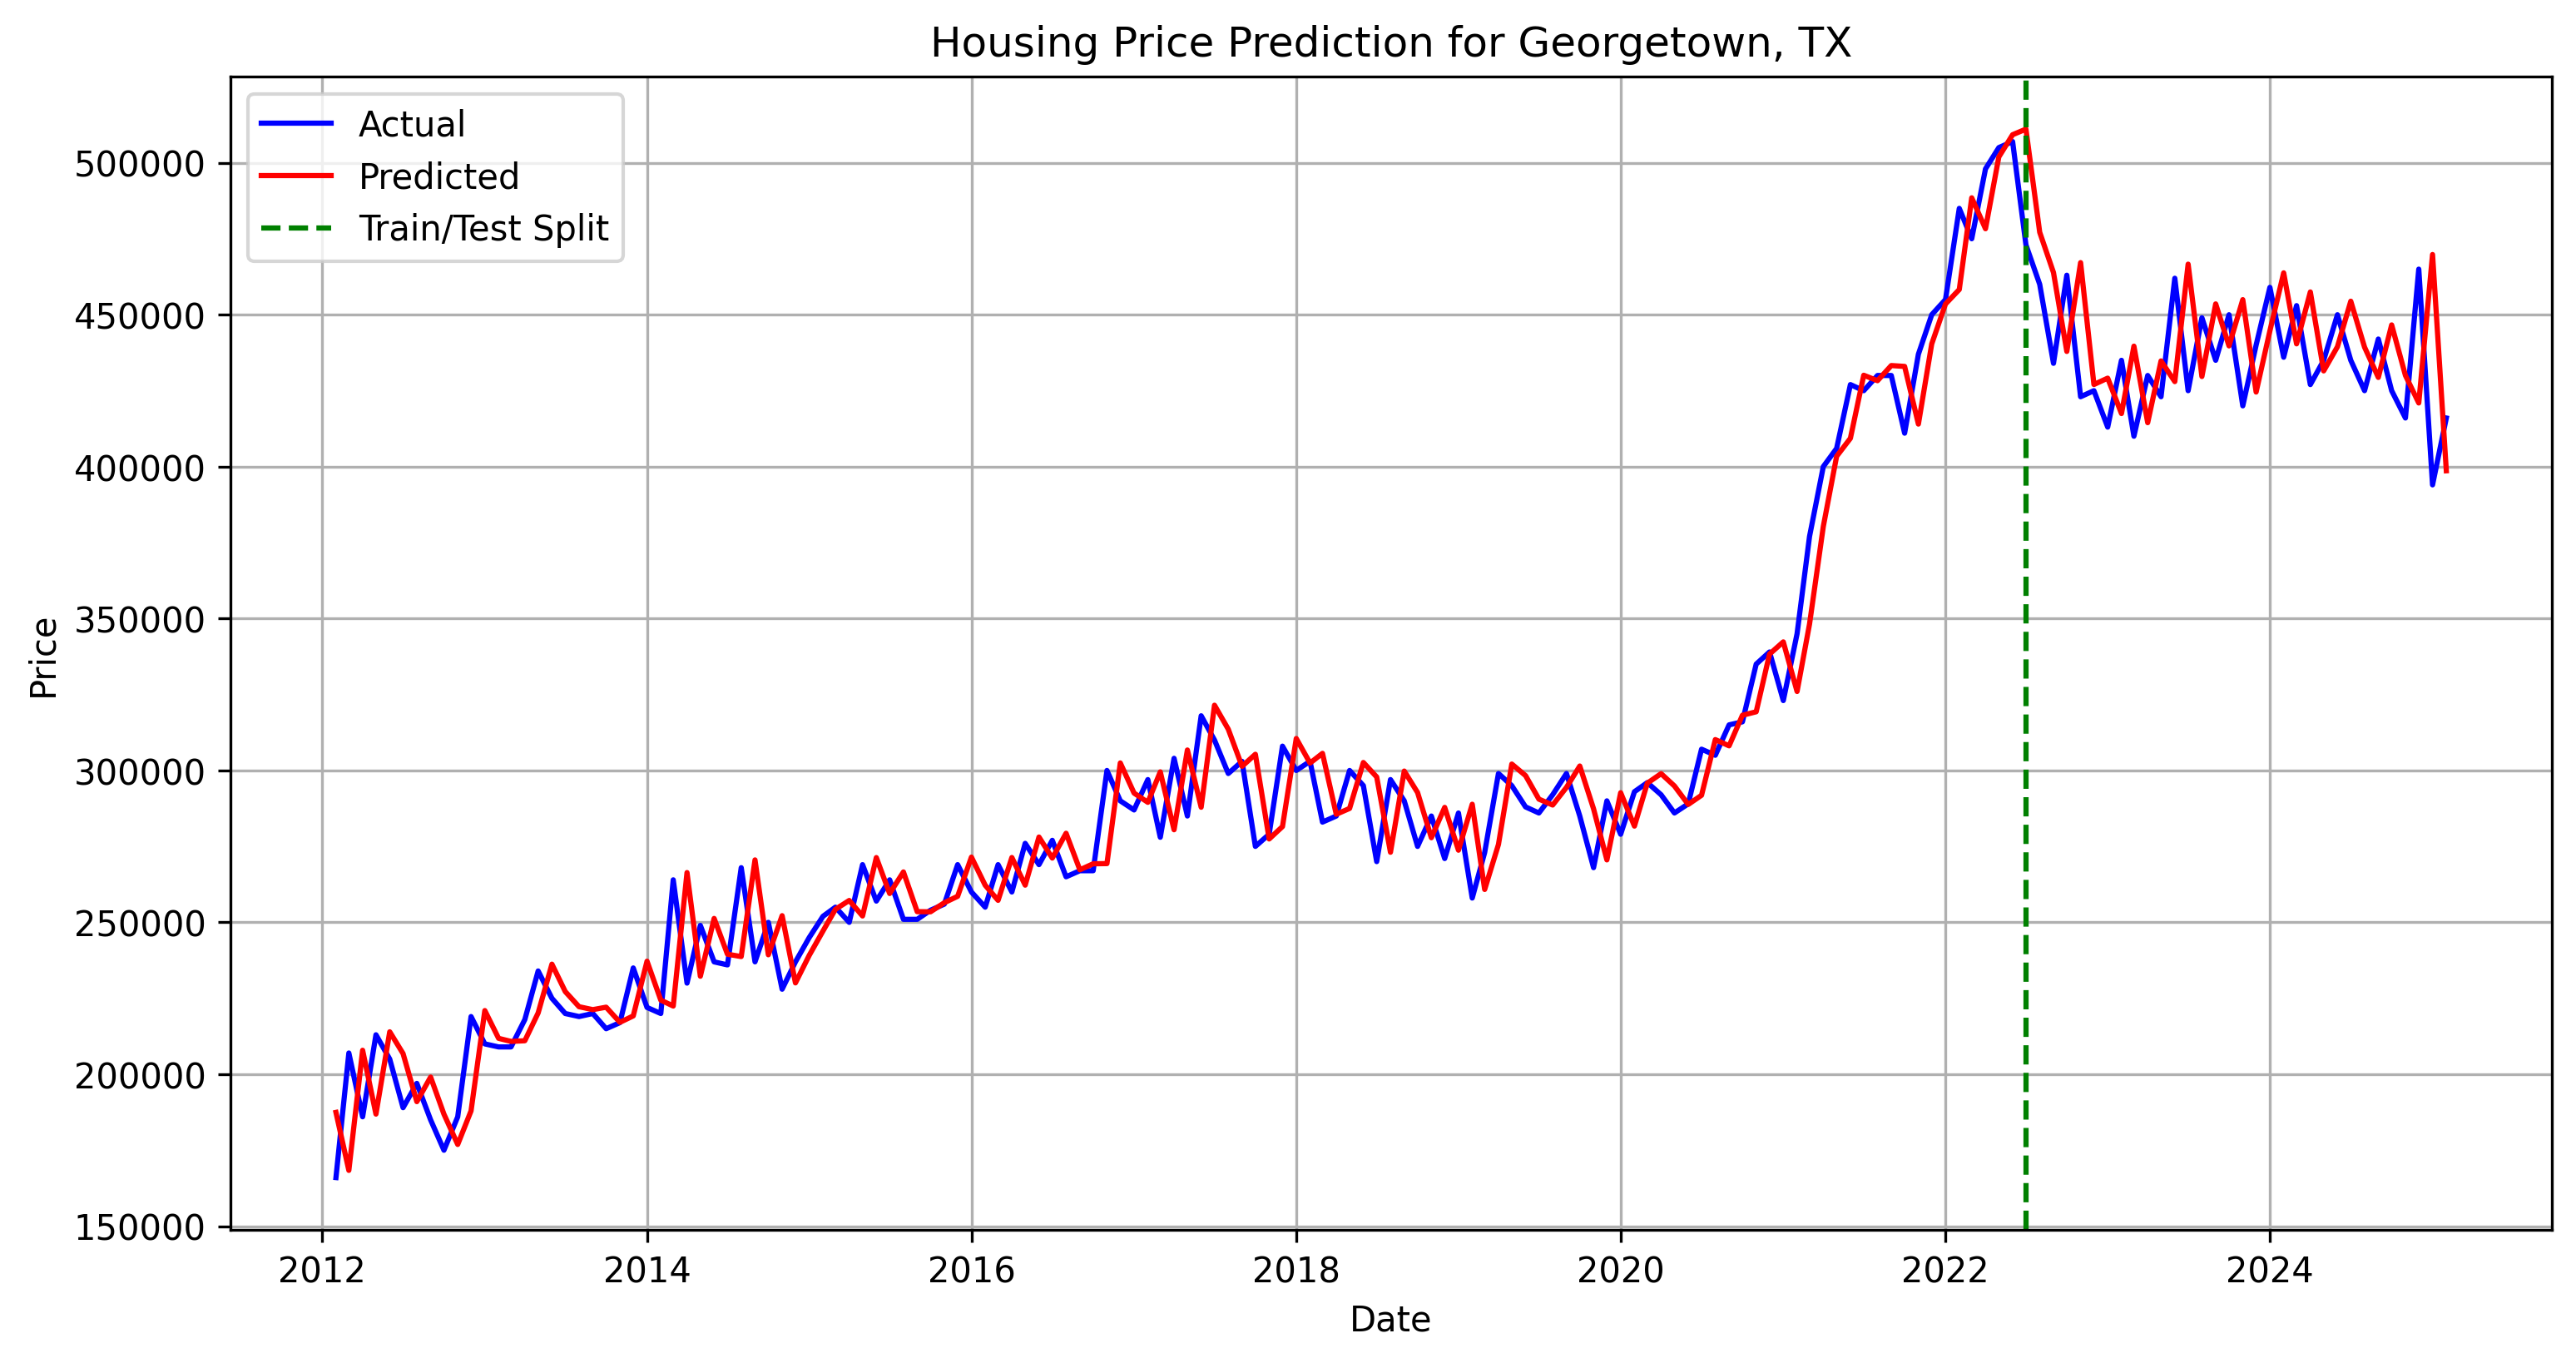 Housing Price Prediction for Georgetown, TX
Actual
Predicted
Train/Test Split
500000
450000
400000
350000
300000
250000
200000
150000
Price
2012 2014 2016 2018 2020 2022 2024
Date